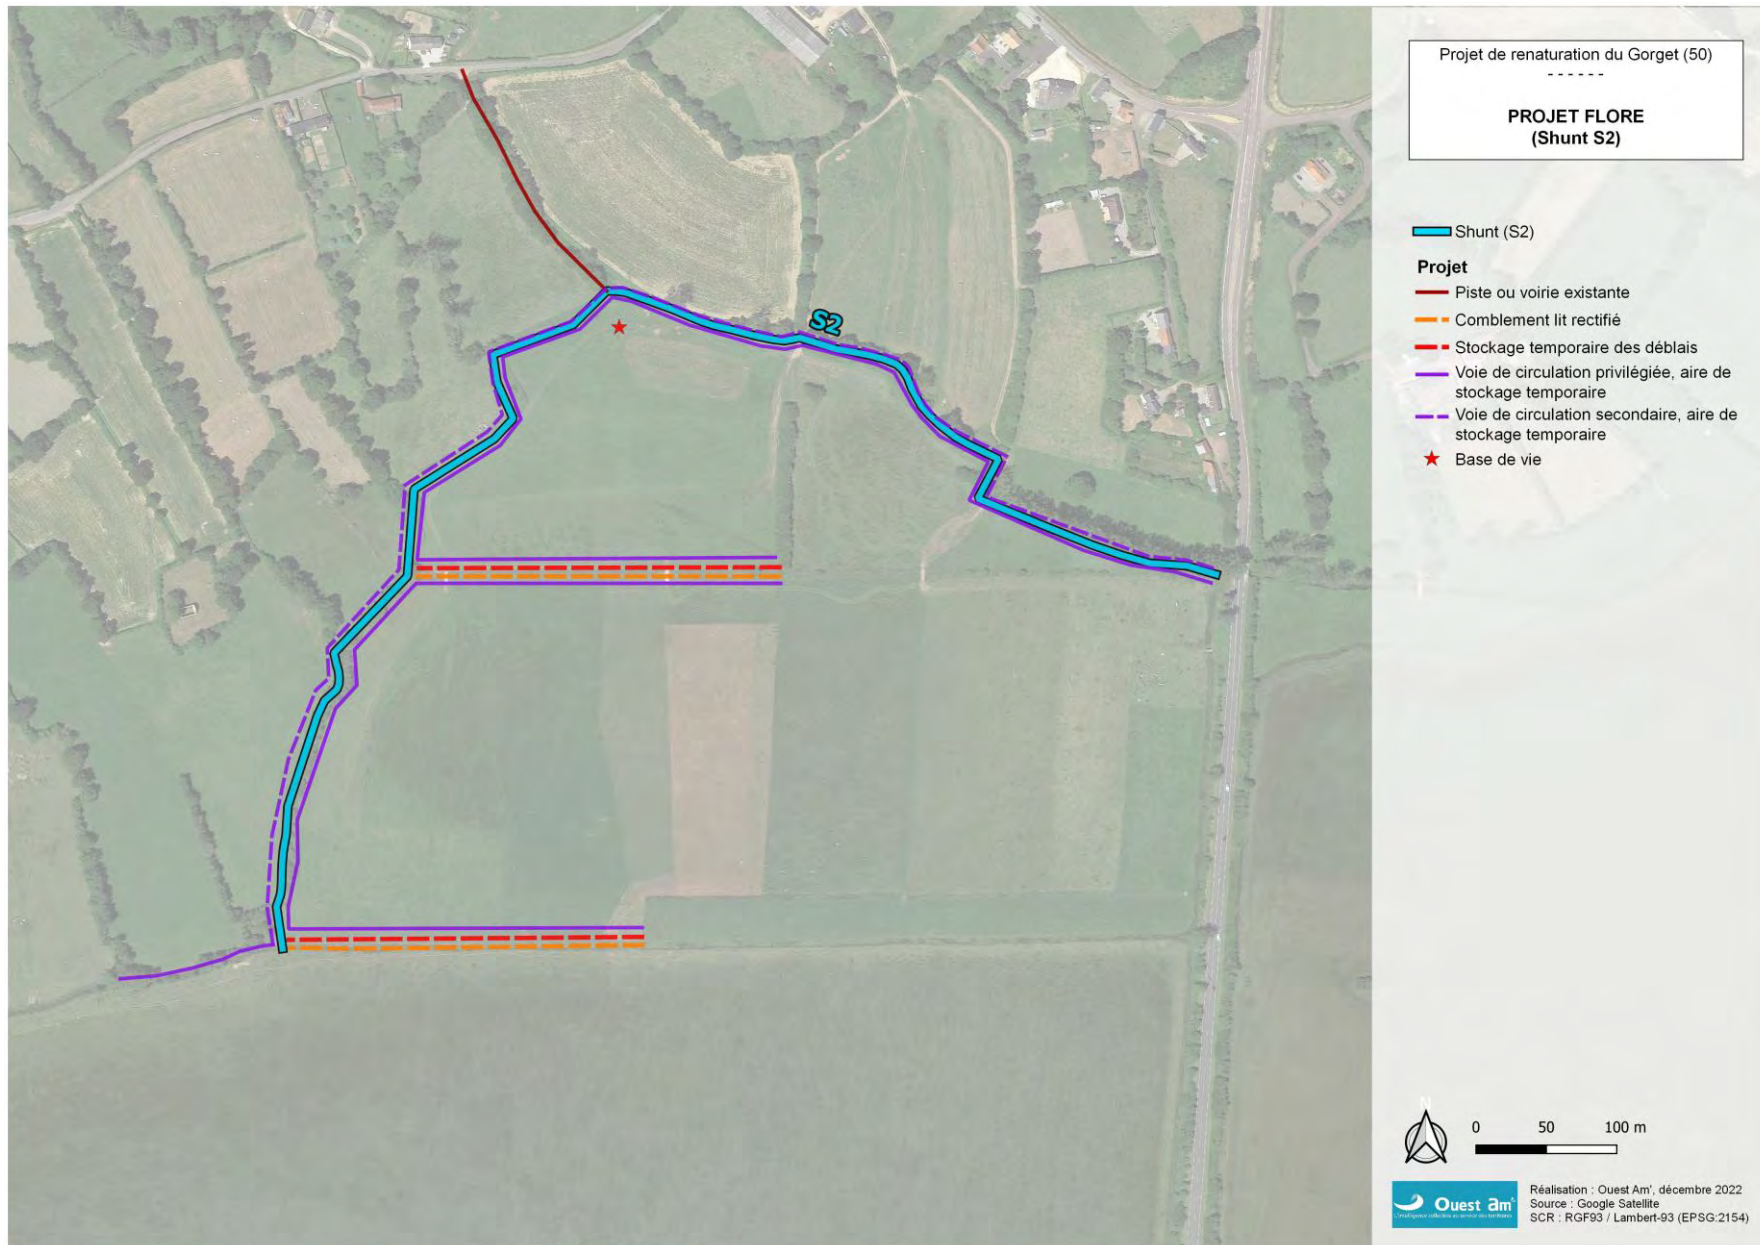 Projet de renaturation du Gorget (50)
- - - - - -
PROJET FLORE
(Shunt S2)
S2
Shunt (S2)
Projet
Piste ou voirie existante
Comblement lit rectifié
Stockage temporaire des déblais
Voie de circulation privilégiée, aire de
stockage temporaire
Voie de circulation secondaire, aire de
stockage temporaire
Base de vie
N
0 50 100 m
Ouest am'
Réalisation : Ouest Am', décembre 2022
Source : Google Satellite
SCR : RGF93 / Lambert-93 (EPSG:2154)